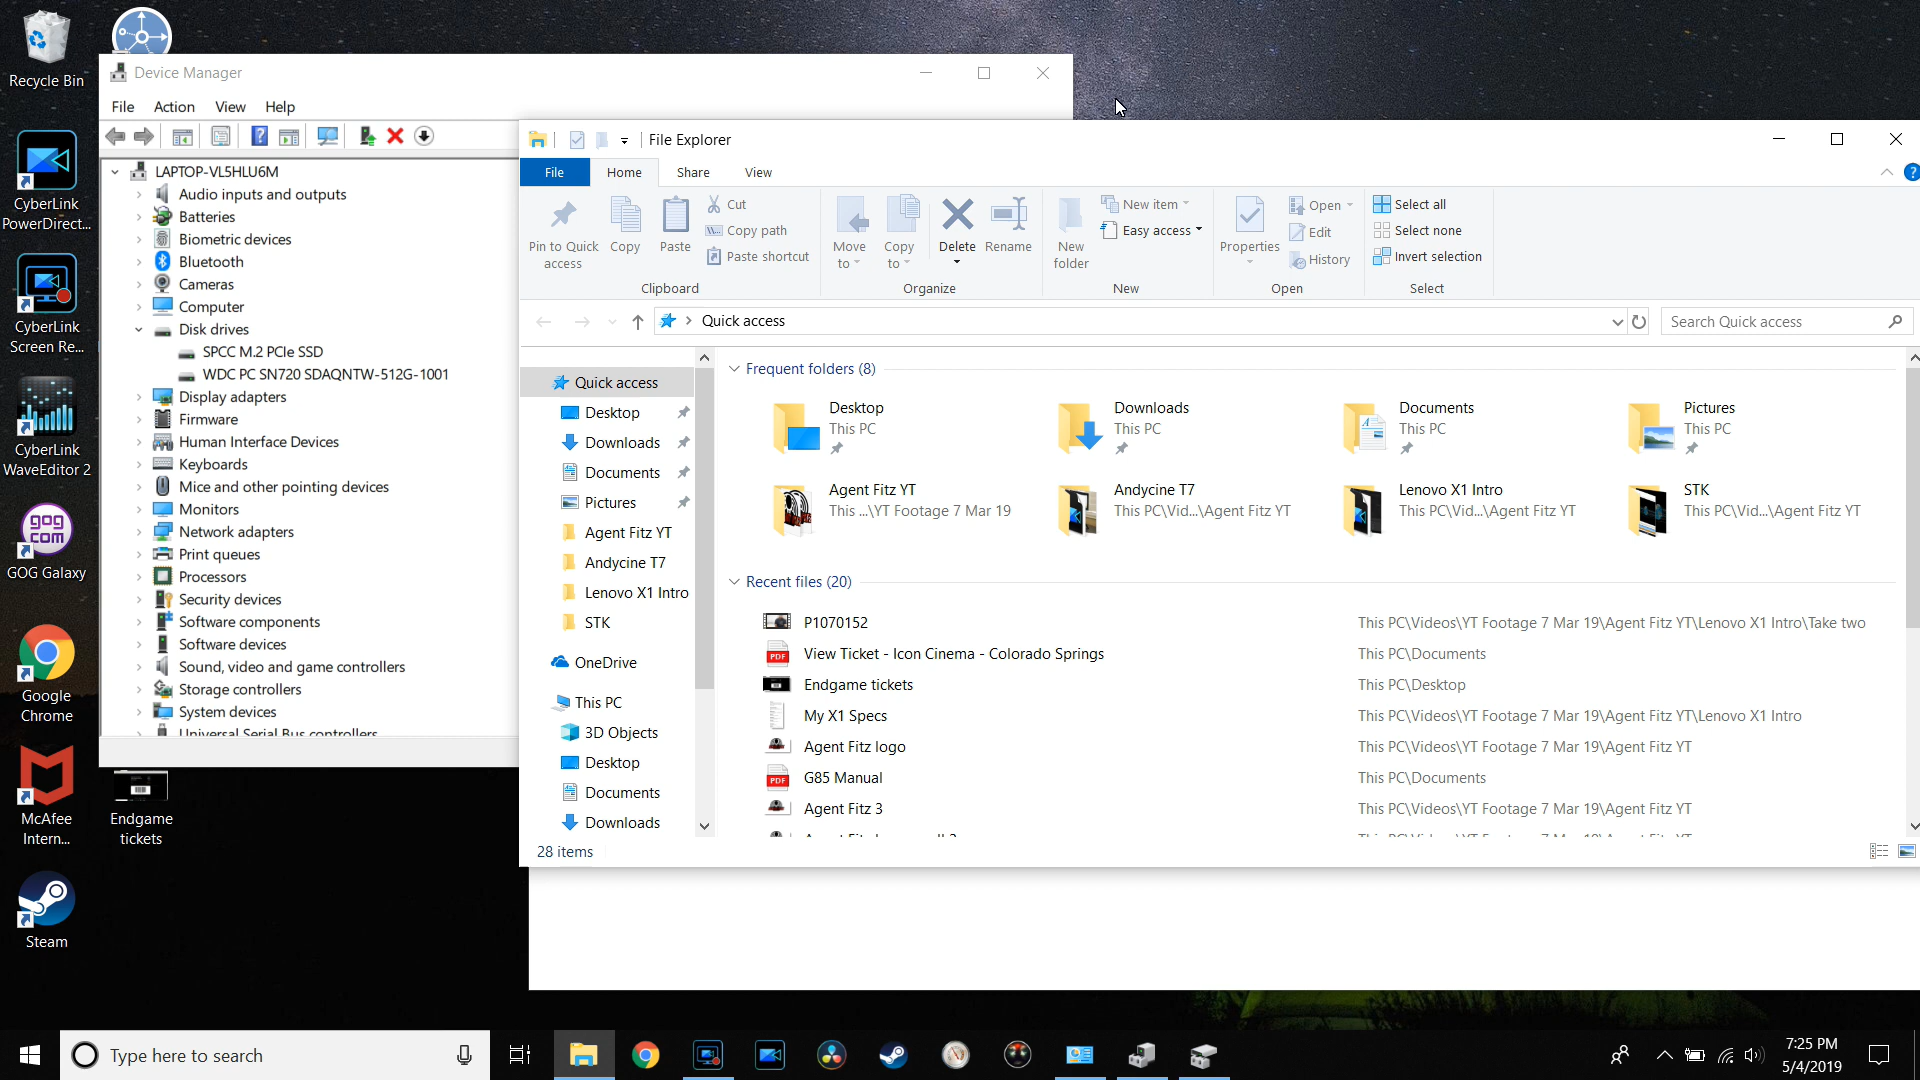 Recycle Bin
CyberLink
PowerDirect...
CyberLink
Screen Re...
CyberLink
WaveEditor 2
gog
com
GOG Galaxy
Google
Chrome
McAfee
Intern...
Steam
Endgame
tickets
Device Manager
File Action View Help
LAPTOP-VL5HLU6M
Audio inputs and outputs
Batteries
Biometric devices
Bluetooth
Cameras
Computer
Disk drives
SPCC M.2 PCIe SSD
WDC PC SN720 SDAQNTW-512G-1001
Display adapters
Firmware
Human Interface Devices
Keyboards
Mice and other pointing devices
Monitors
Network adapters
Print queues
Processors
Security devices
Software components
Software devices
Sound, video and game controllers
Storage controllers
System devices
Universal Serial Bus controllers
File Explorer
File Home Share View
Pin to Quick
access
Copy
Paste
Cut
Copy path
Paste shortcut
Clipboard
Move
to
Copy
to
Delete
Rename
Organize
New
folder
New item
Easy access
New
Properties
Open
Edit
History
Open
Select all
Select none
Invert selection
Select
Quick access
Search Quick access
Quick access
Desktop
Downloads
Documents
Pictures
Agent Fitz YT
Andycine T7
Lenovo X1 Intro
STK
OneDrive
This PC
3D Objects
Desktop
Documents
Downloads
Frequent folders (8)
Desktop
This PC
Downloads
This PC
Documents
This PC
Pictures
This PC
Agent Fitz YT
This ...\YT Footage 7 Mar 19
Andycine T7
This PC\Vid...\Agent Fitz YT
Lenovo X1 Intro
This PC\Vid...\Agent Fitz YT
STK
This PC\Vid...\Agent Fitz YT
Recent files (20)
P1070152 This PC\Videos\YT Footage 7 Mar 19\Agent Fitz YT\Lenovo X1 Intro\Take two
PDF View Ticket - Icon Cinema - Colorado Springs This PC\Documents
Endgame tickets This PC\Desktop
My X1 Specs This PC\Videos\YT Footage 7 Mar 19\Agent Fitz YT\Lenovo X1 Intro
Agent Fitz logo This PC\Videos\YT Footage 7 Mar 19\Agent Fitz YT
PDF G85 Manual This PC\Documents
Agent Fitz 3 This PC\Videos\YT Footage 7 Mar 19\Agent Fitz YT
28 items
Type here to search
7:25 PM
5/4/2019